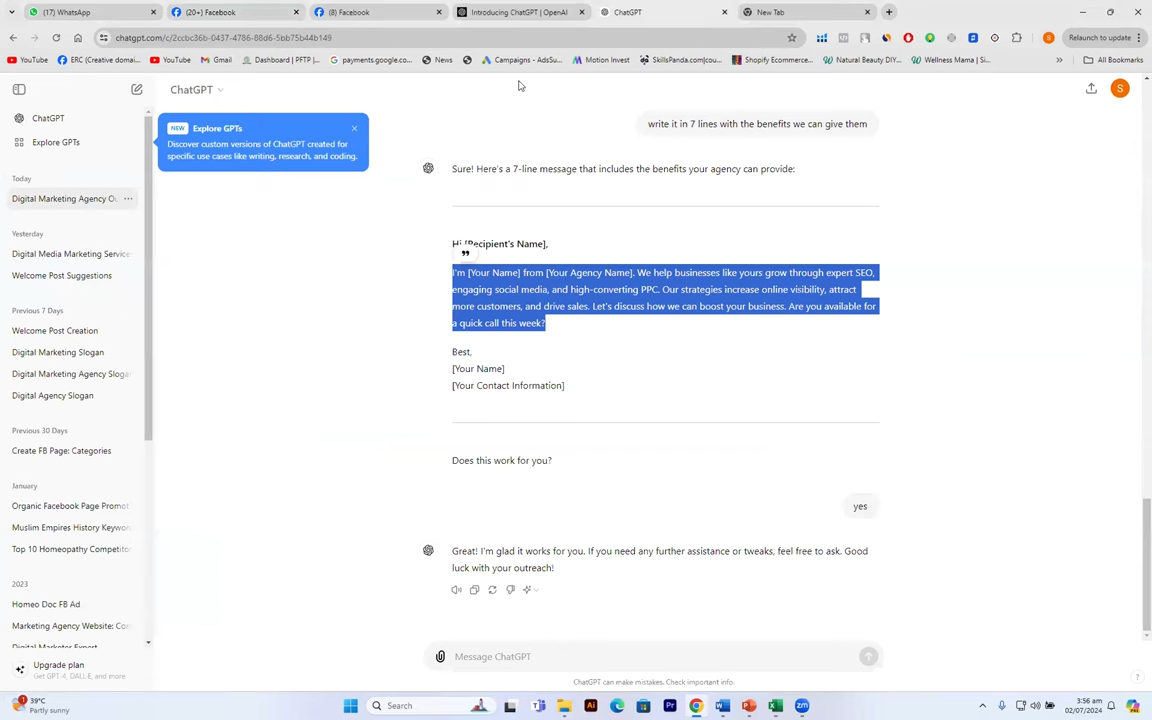 (17) WhatsApp
(20+) Facebook
(8) Facebook
Introducing ChatGPT | OpenAI
ChatGPT
New Tab
chatgpt.com/c/2ccbc36b-0437-4786-88d6-5bb75b44b149
S
Relaunch to update
YouTube
ERC (Creative domai...
YouTube
Gmail
Dashboard | PFTP |...
payments.google.co...
News
Campaigns - AdsSu...
Motion Invest
SkillsPanda.com|cou...
Shopify Ecommerce...
Natural Beauty DIY...
Wellness Mama | Si...
»
All Bookmarks
ChatGPT
S
ChatGPT
Explore GPTs
NEW Explore GPTs
Discover custom versions of ChatGPT created for
specific use cases like writing, research, and coding.
Today
Digital Marketing Agency Ou
Yesterday
Digital Media Marketing Service
Welcome Post Suggestions
Previous 7 Days
Welcome Post Creation
Digital Marketing Slogan
Digital Marketing Agency Slogan
Digital Agency Slogan
Previous 30 Days
Create FB Page: Categories
January
Organic Facebook Page Promot
Muslim Empires History Keywor
Top 10 Homeopathy Competitor
2023
Homeo Doc FB Ad
Marketing Agency Website: Con
Digital Marketer Expert
Upgrade plan
Get GPT-4, DALL·E, and more
write it in 7 lines with the benefits we can give them
Sure! Here's a 7-line message that includes the benefits your agency can provide:
Hi [Recipient's Name],
I'm [Your Name] from [Your Agency Name]. We help businesses like yours grow through expert SEO,
engaging social media, and high-converting PPC. Our strategies increase online visibility, attract
more customers, and drive sales. Let's discuss how we can boost your business. Are you available for
a quick call this week?
Best,
[Your Name]
[Your Contact Information]
Does this work for you?
yes
Great! I'm glad it works for you. If you need any further assistance or tweaks, feel free to ask. Good
luck with your outreach!
Message ChatGPT
ChatGPT can make mistakes. Check important info.
?
1
39°C
Partly sunny
Search
3:56 am
02/07/2024